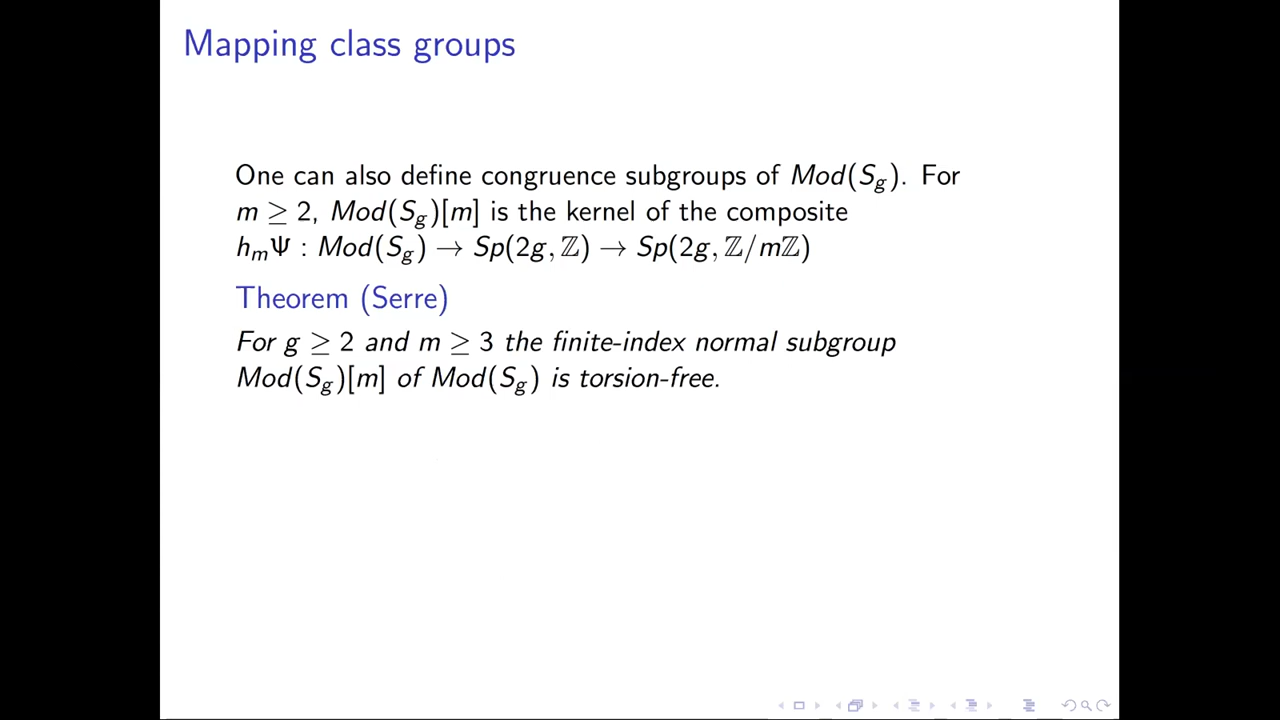 Mapping class groups
One can also define congruence subgroups of Mod(S_g). For
m ≥ 2, Mod(S_g)[m] is the kernel of the composite
h_mΨ : Mod(S_g) → Sp(2g, ℤ) → Sp(2g, ℤ/mℤ)
Theorem (Serre)
For g ≥ 2 and m ≥ 3 the finite-index normal subgroup
Mod(S_g)[m] of Mod(S_g) is torsion-free.